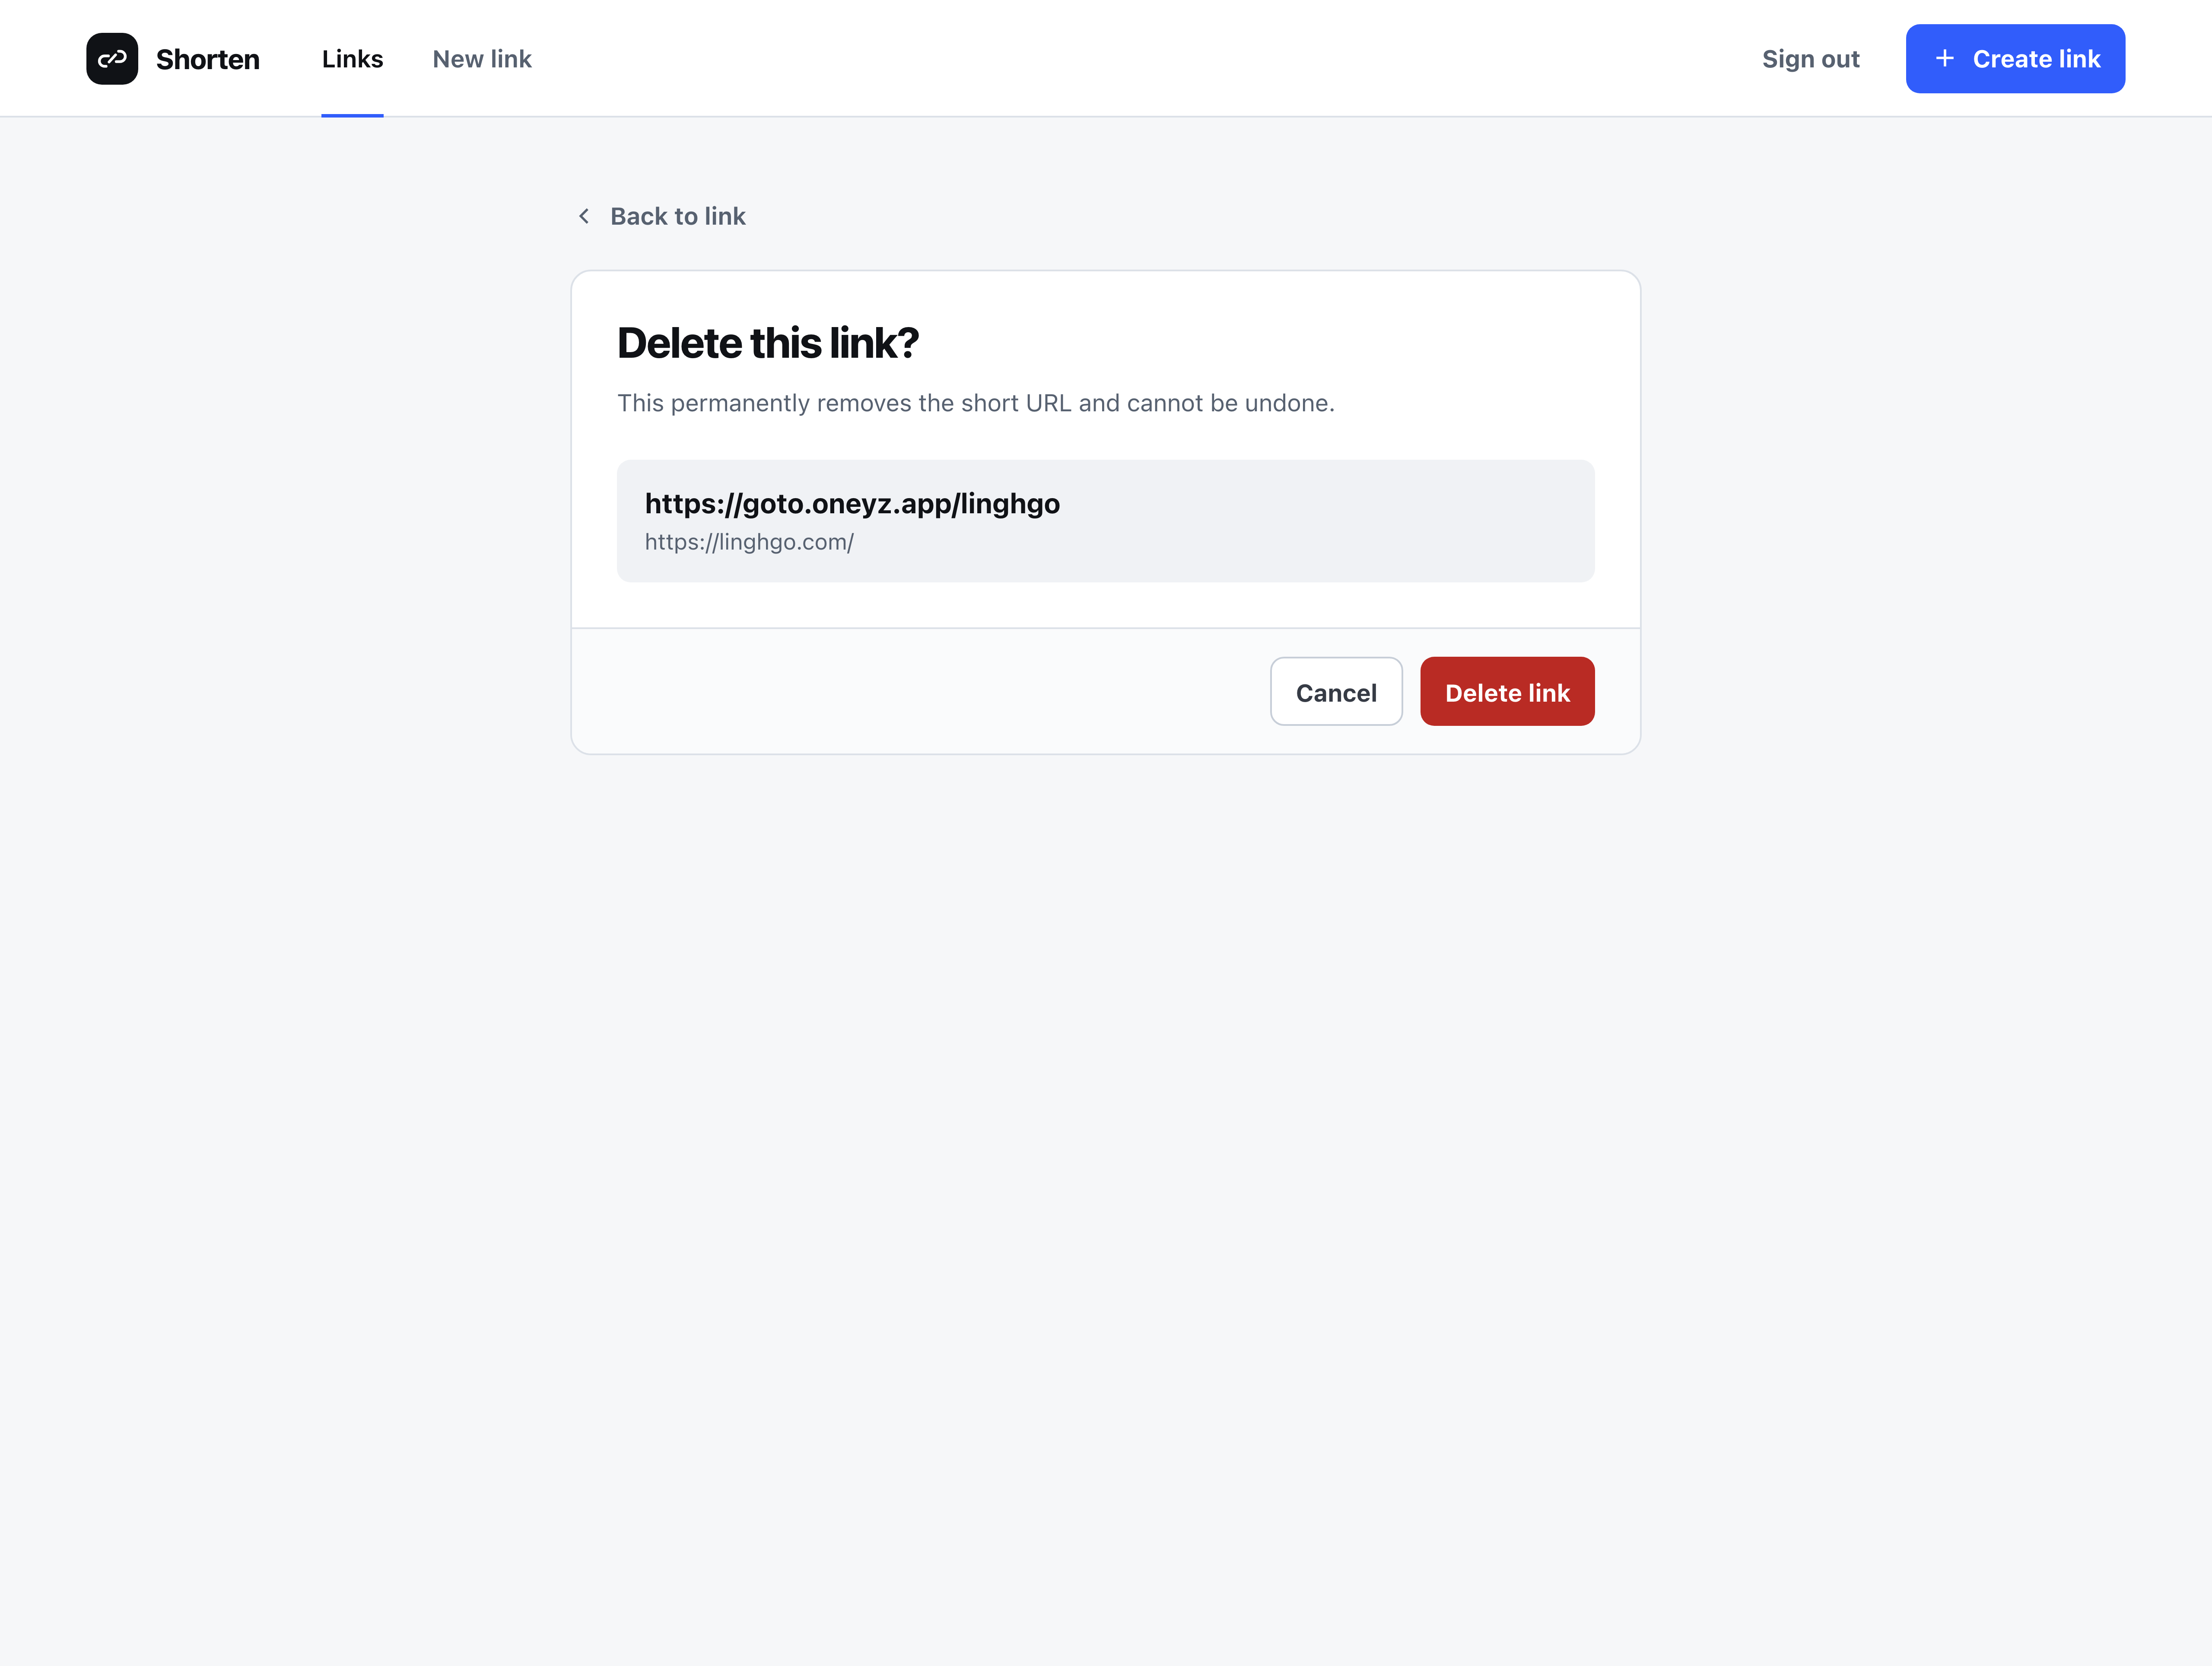 Shorten
Links
New link
Sign out
Create link
Back to link
Delete this link?
This permanently removes the short URL and cannot be undone.
https://goto.oneyz.app/linghgo
https://linghgo.com/
Cancel
Delete link